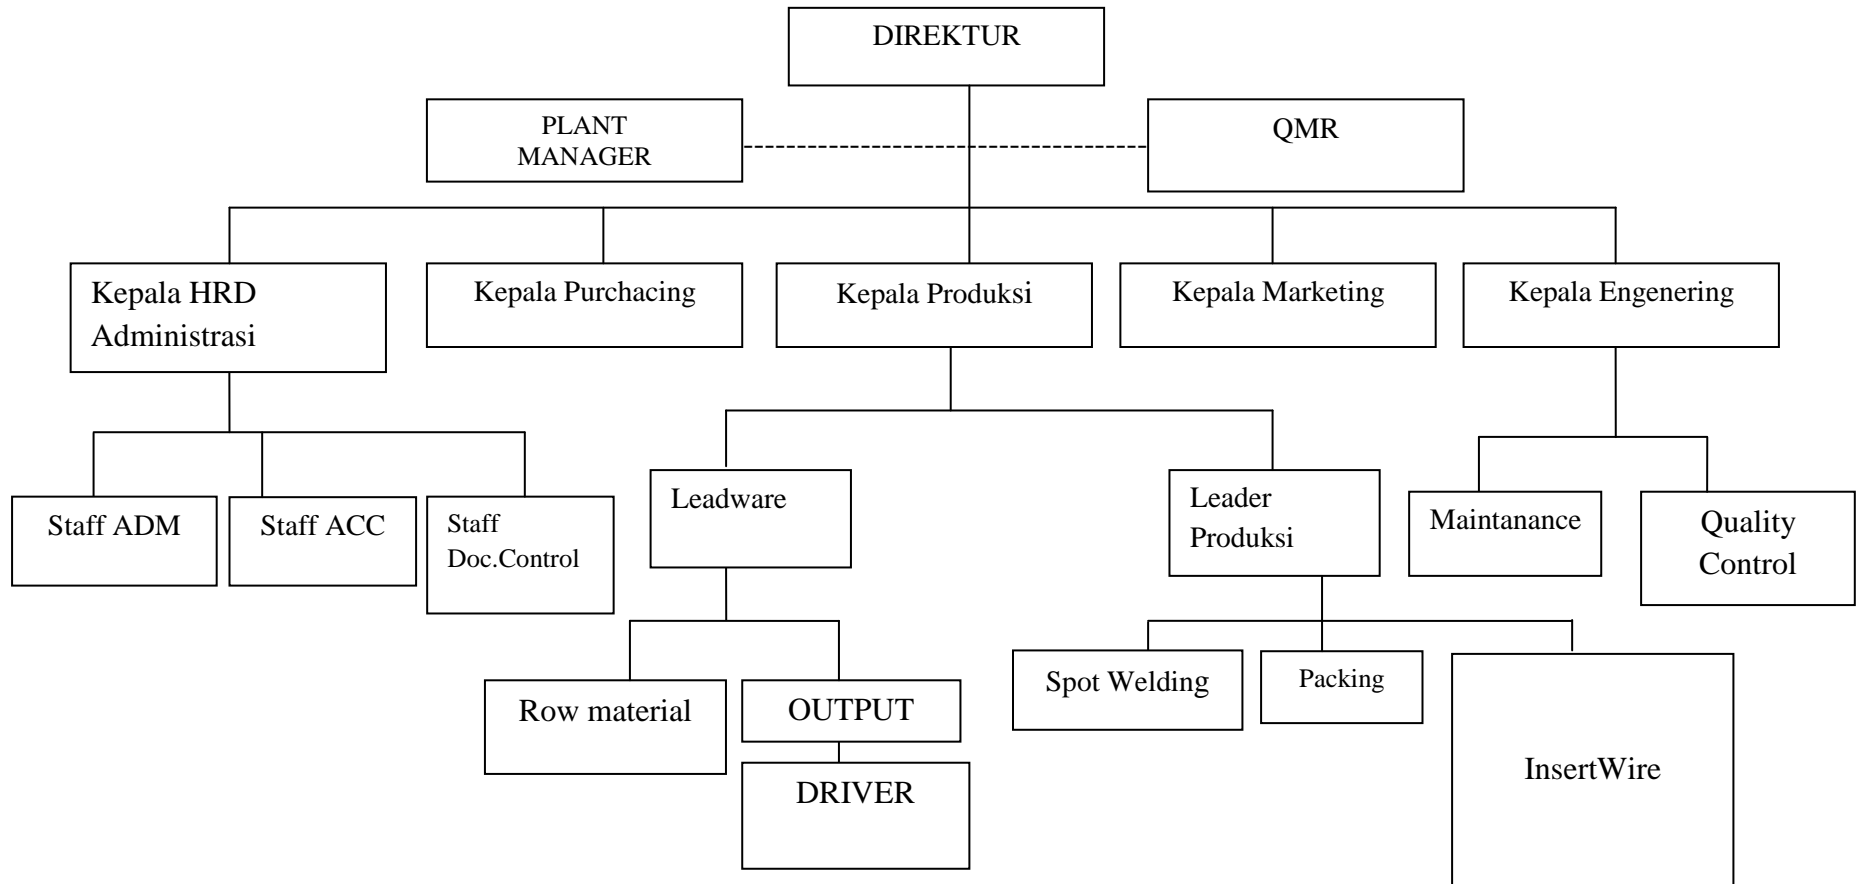 DIREKTUR
PLANT
MANAGER
QMR
Kepala HRD
Administrasi
Kepala Purchacing
Kepala Produksi
Kepala Marketing
Kepala Engenering
Staff ADM
Staff ACC
Staff
Doc.Control
Leadware
Leader
Produksi
Maintanance
Quality
Control
Row material
OUTPUT
DRIVER
Spot Welding
Packing
InsertWire